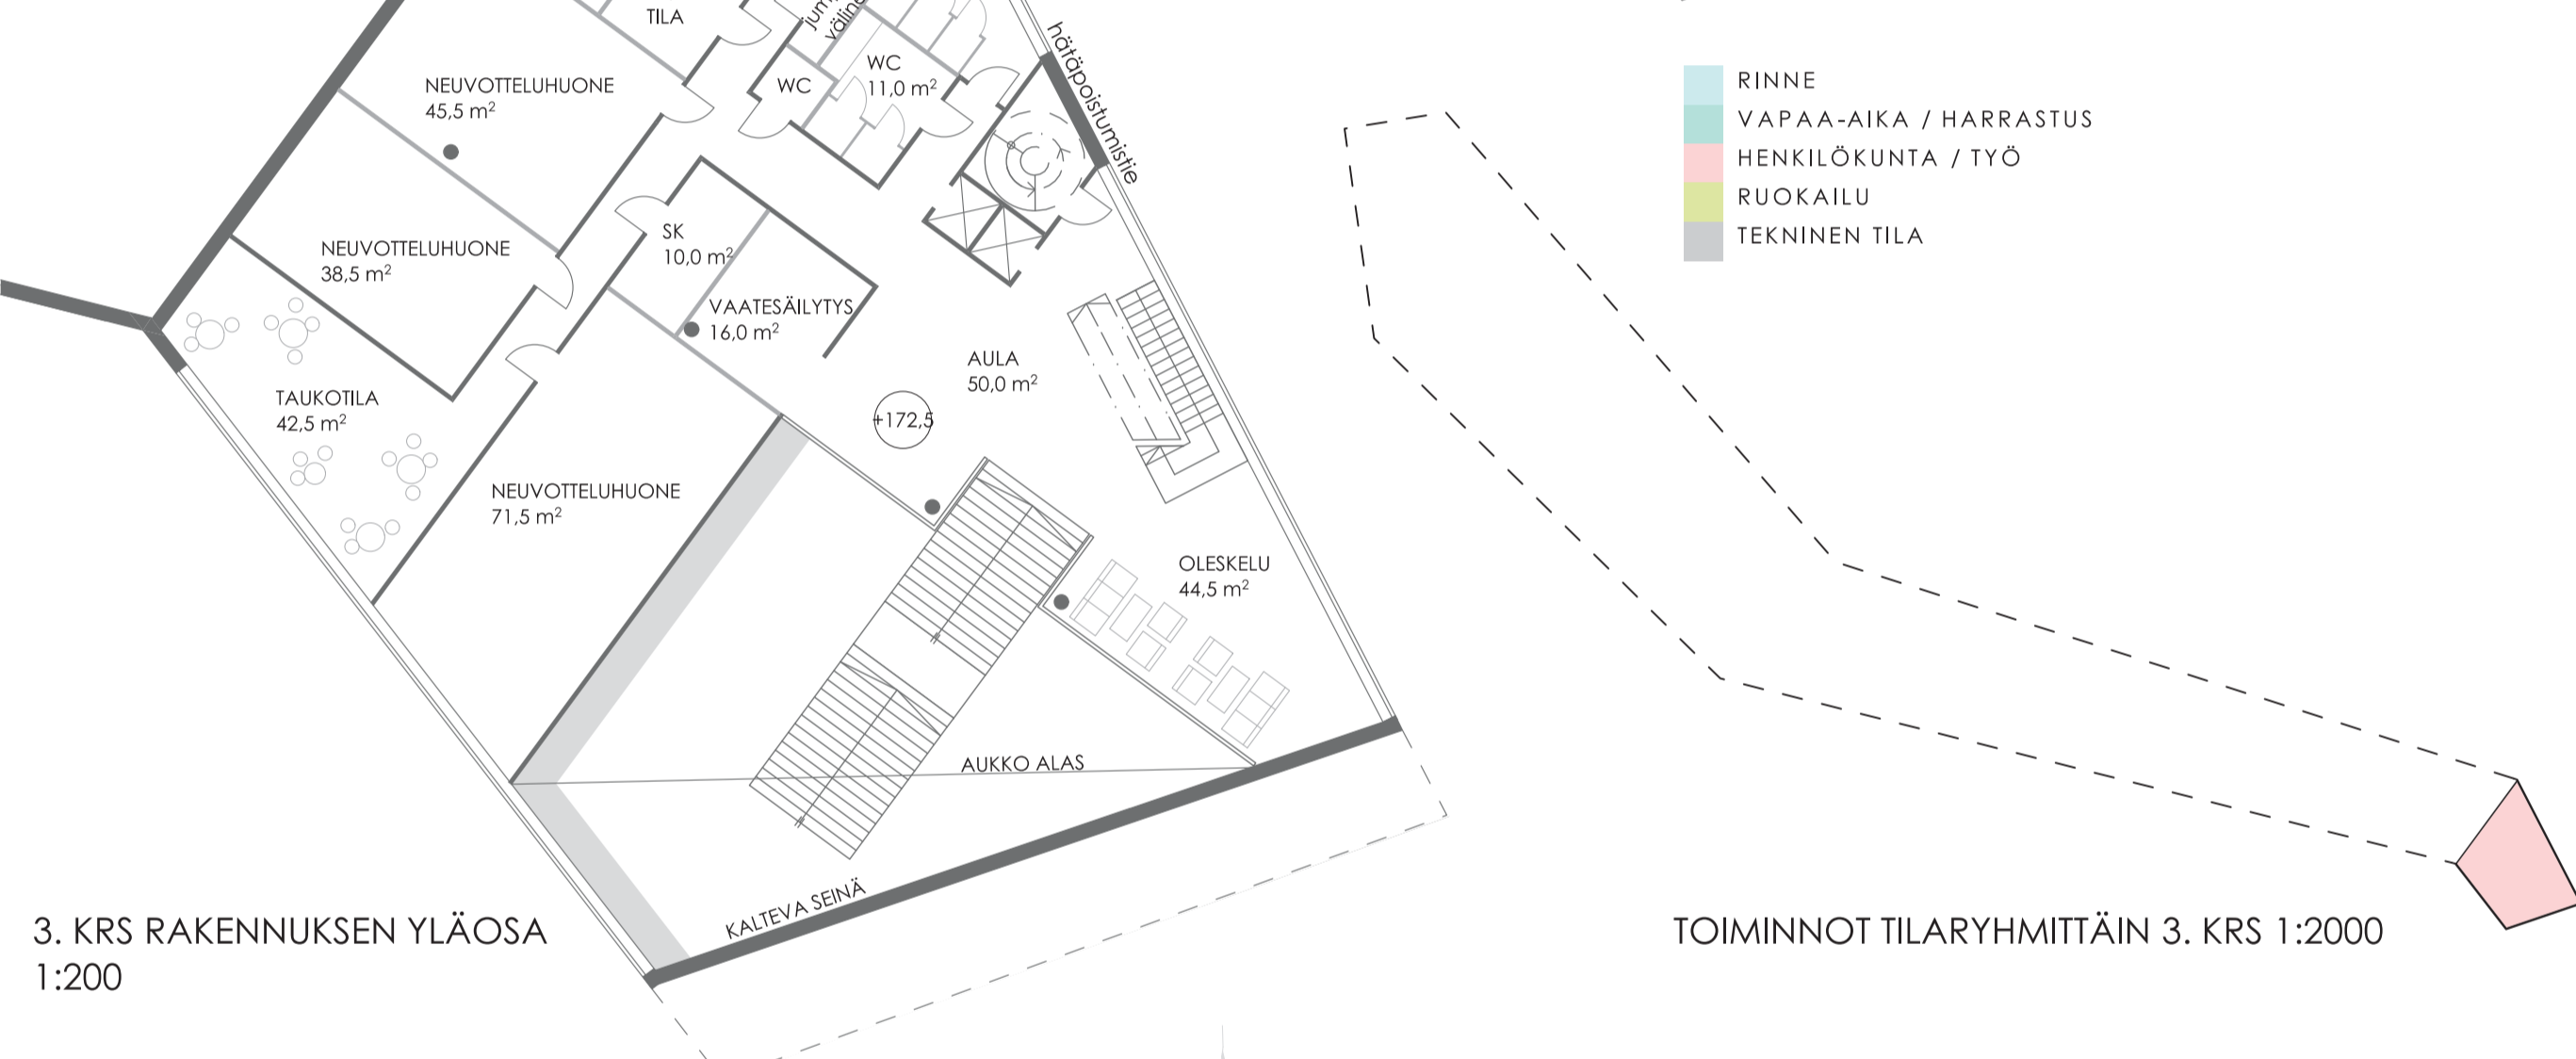 TILA
NEUVOTTELUHUONE
45,5 m²
WC
WC
11,0 m²
hätäpoistumistie
NEUVOTTELUHUONE
38,5 m²
SK
10,0 m²
VAATESÄILYTYS
16,0 m²
AULA
50,0 m²
+172,5
TAUKOTILA
42,5 m²
NEUVOTTELUHUONE
71,5 m²
OLESKELU
44,5 m²
AUKKO ALAS
KALTEVA SEINÄ
3. KRS RAKENNUKSEN YLÄOSA
1:200
RINNE
VAPAA-AIKA / HARRASTUS
HENKILÖKUNTA / TYÖ
RUOKAILU
TEKNINEN TILA
TOIMINNOT TILARYHMITTÄIN 3. KRS 1:2000